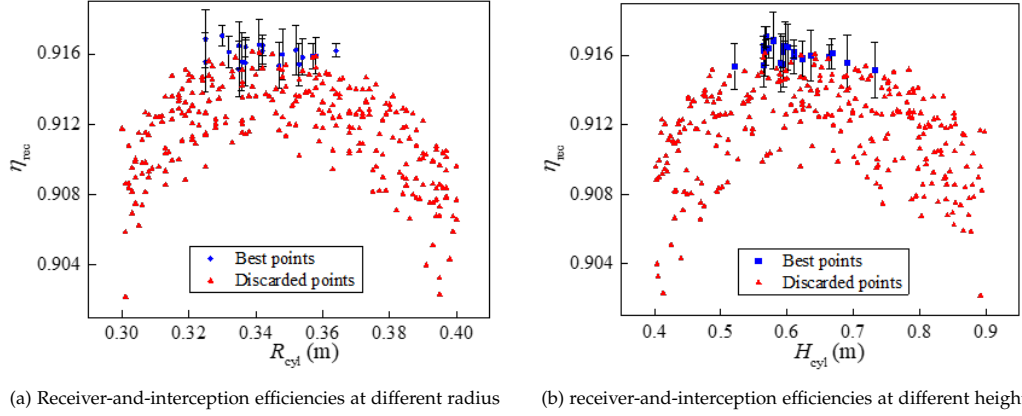 0.916
0.912
0.908
0.904
η_roc
Best points
Discarded points
0.30 0.32 0.34 0.36 0.38 0.40
R_cyl (m)
(a) Receiver-and-interception efficiencies at different radius
0.916
0.912
0.908
0.904
η_roc
Best points
Discarded points
0.4 0.5 0.6 0.7 0.8 0.9
H_cyl (m)
(b) receiver-and-interception efficiencies at different heigh